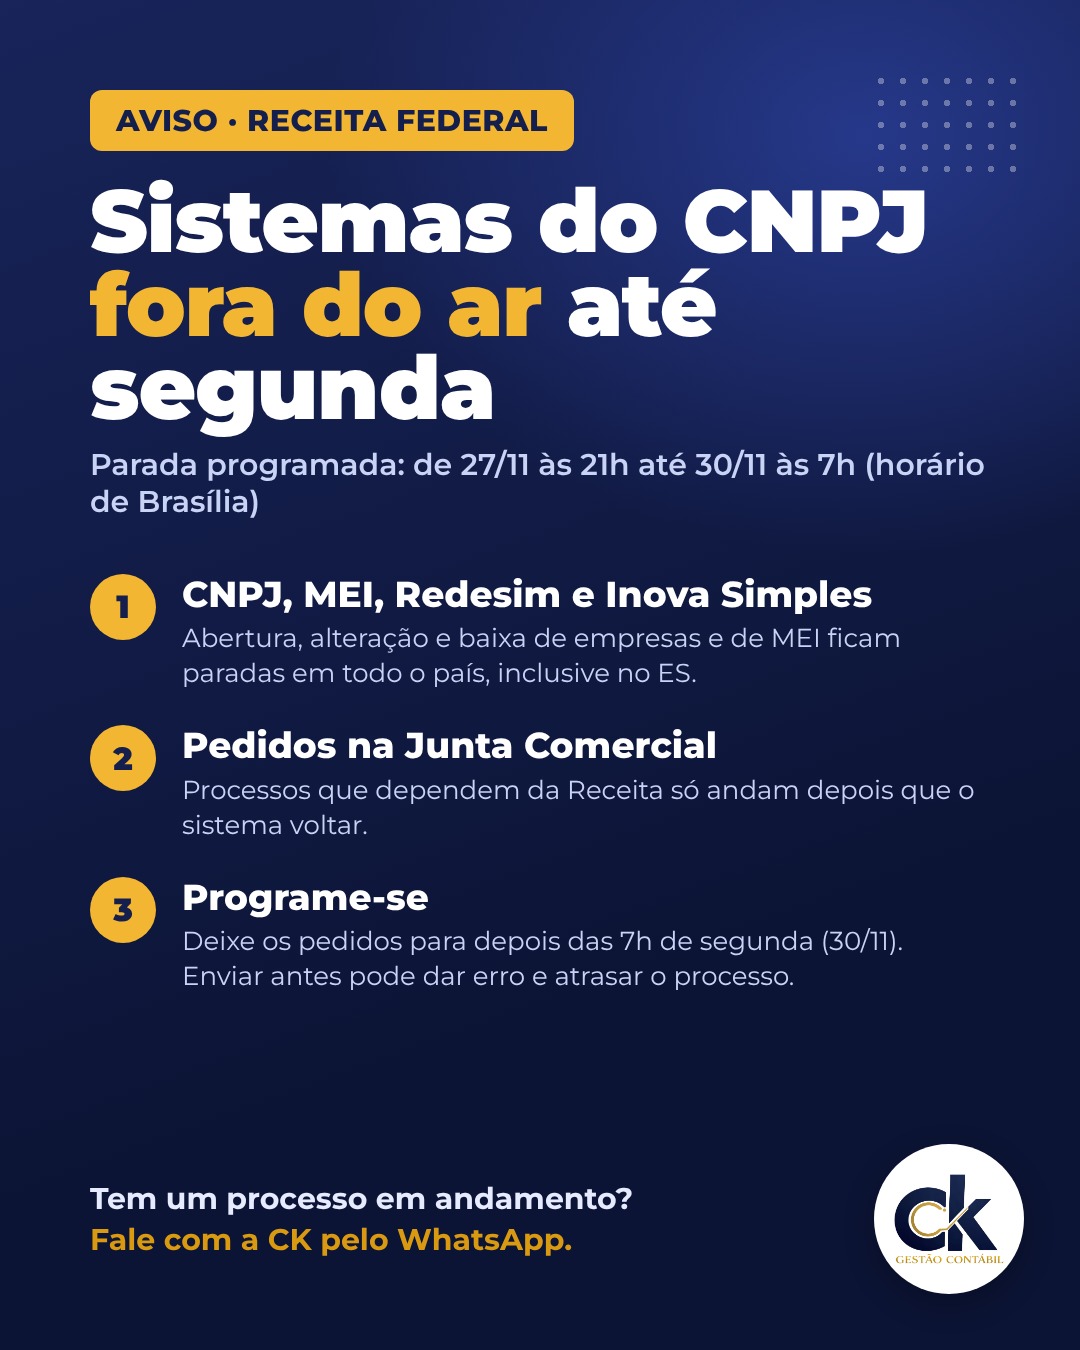 AVISO • RECEITA FEDERAL
Sistemas do CNPJ
fora do ar até
segunda
Parada programada: de 27/11 às 21h até 30/11 às 7h (horário
de Brasília)
1
CNPJ, MEI, Redesim e Inova Simples
Abertura, alteração e baixa de empresas e de MEI ficam
paradas em todo o país, inclusive no ES.
2
Pedidos na Junta Comercial
Processos que dependem da Receita só andam depois que o
sistema voltar.
3
Programe-se
Deixe os pedidos para depois das 7h de segunda (30/11).
Enviar antes pode dar erro e atrasar o processo.
Tem um processo em andamento?
Fale com a CK pelo WhatsApp.
Ck
GESTÃO CONTÁBIL